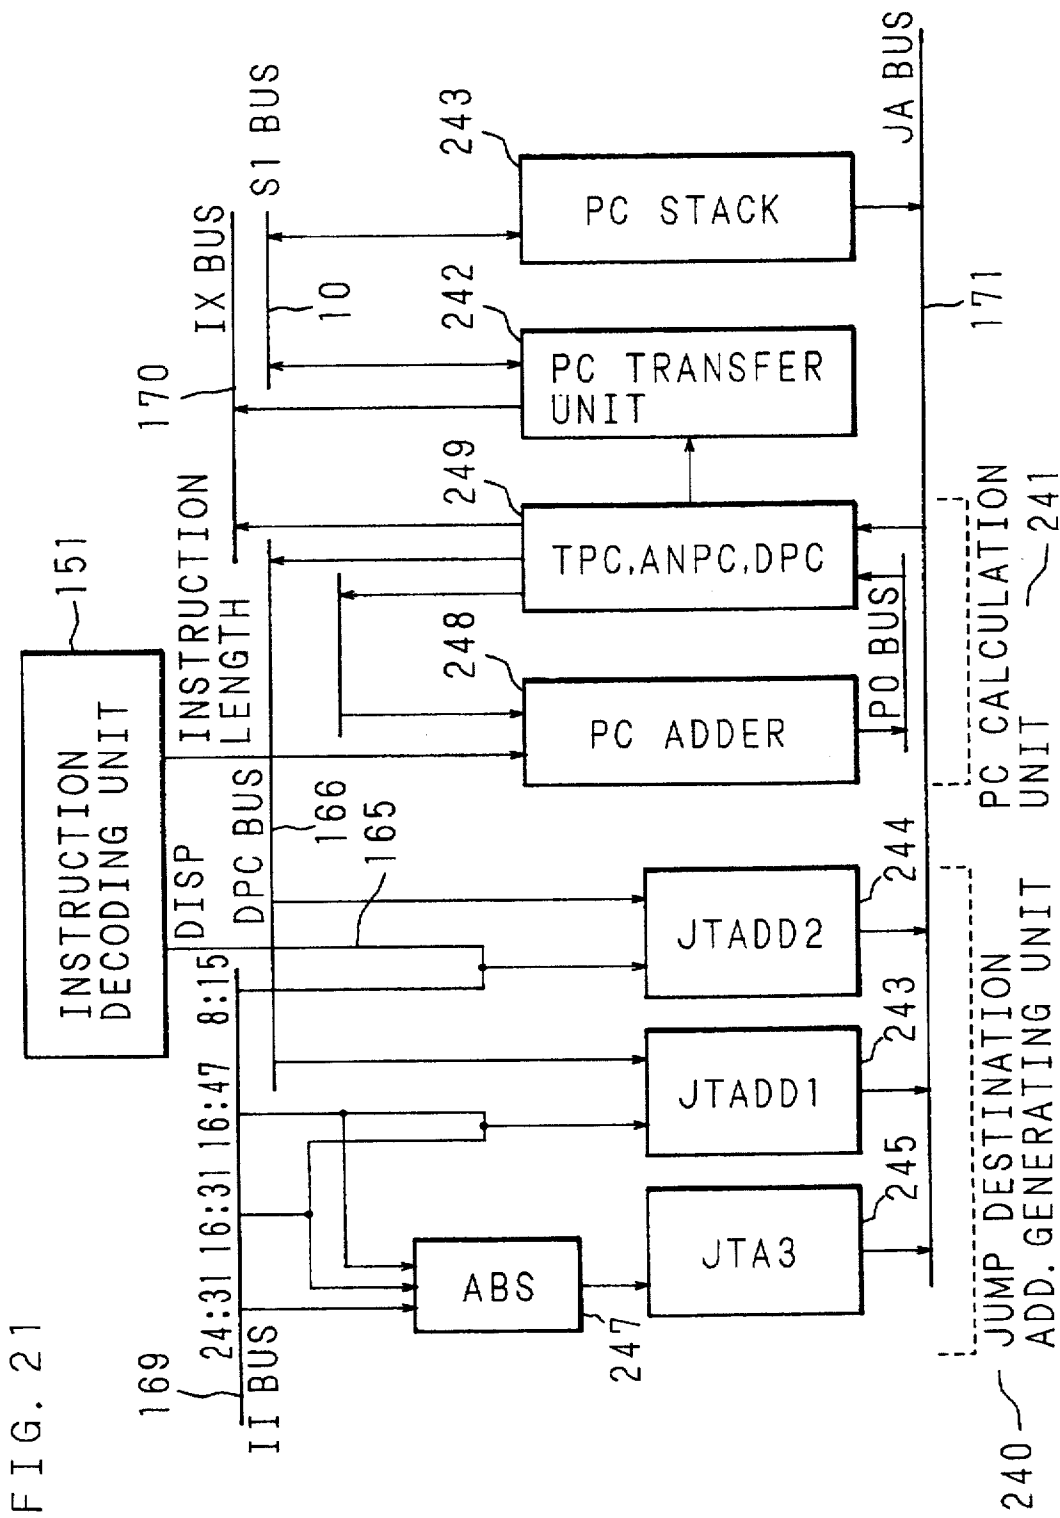 FIG. 21
INSTRUCTION
DECODING UNIT
151
169
II BUS
24:31
16:31
16:47
8:15
DISP
DPC BUS
INSTRUCTION
LENGTH
170
IX BUS
S1 BUS
10
166
165
ABS
247
JTA3
245
JTADD1
243
JTADD2
244
PC ADDER
248
PO BUS
TPC,ANPC,DPC
249
PC TRANSFER
UNIT
242
PC STACK
243
JA BUS
171
240
JUMP DESTINATION
ADD. GENERATING UNIT
PC CALCULATION
UNIT
241